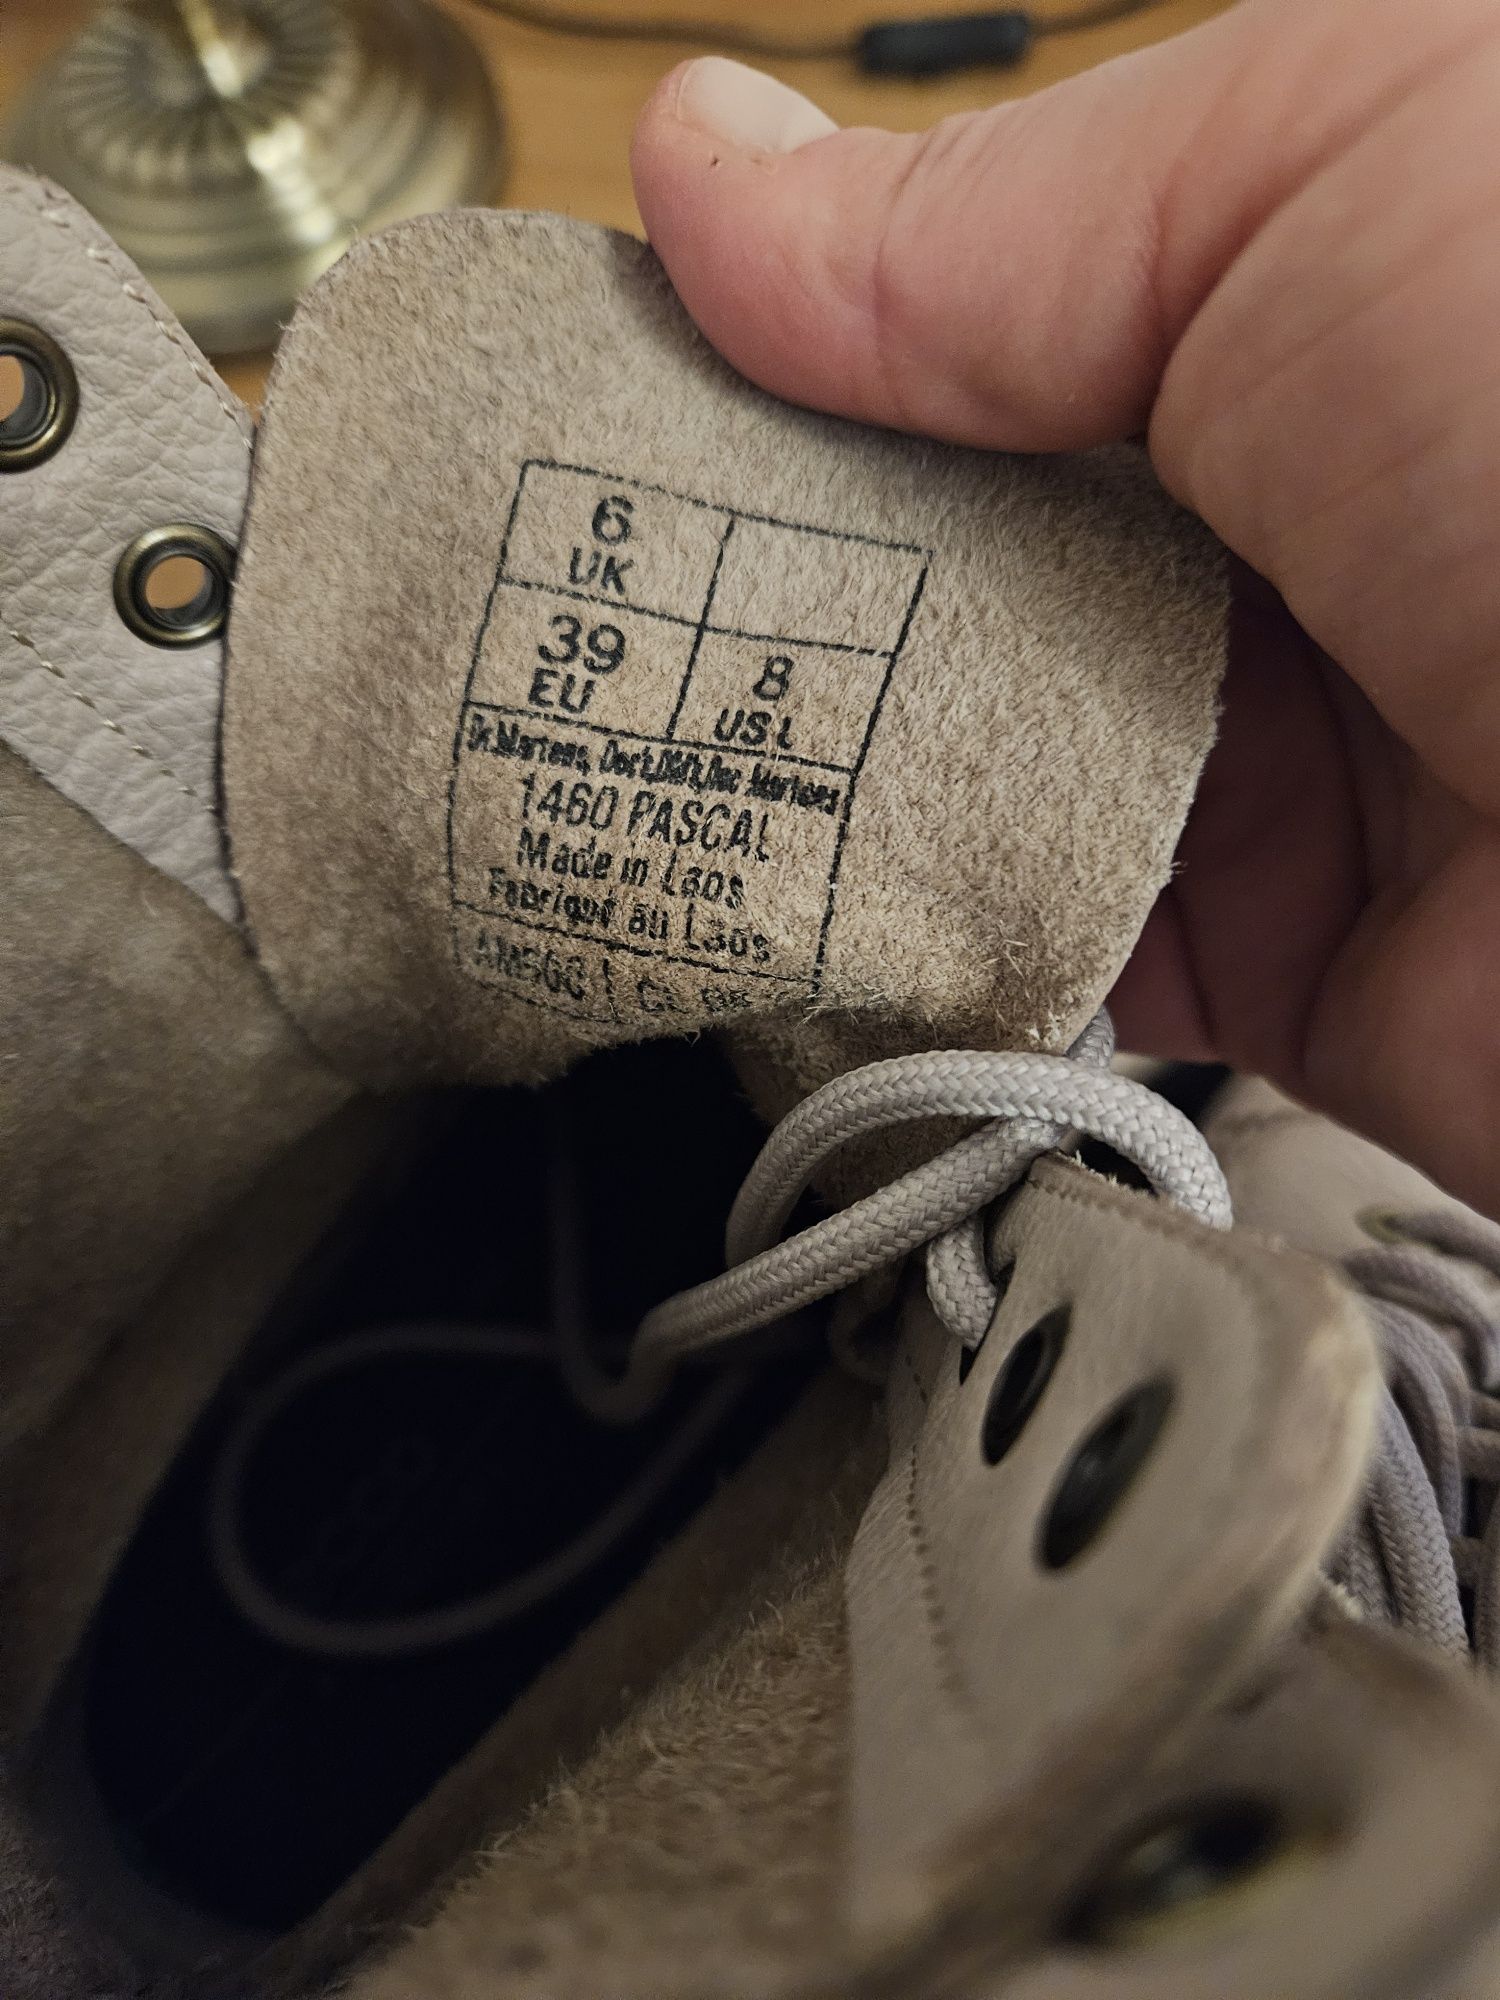 6
UK
39
EU
8
US L
Dr.Martens, Doc's,DM's,Doc Martens
1460 PASCAL
Made in Laos
Fabriqué au Laos